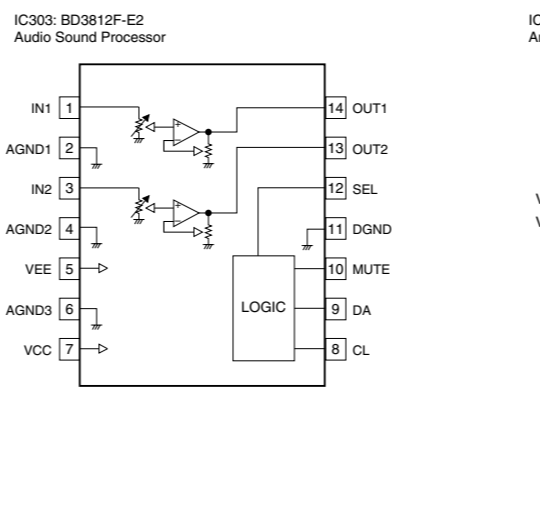 IC303: BD3812F-E2
Audio Sound Processor
IN1 1
AGND1 2
IN2 3
AGND2 4
VEE 5
AGND3 6
VCC 7
14 OUT1
13 OUT2
12 SEL
11 DGND
10 MUTE
9 DA
8 CL
LOGIC